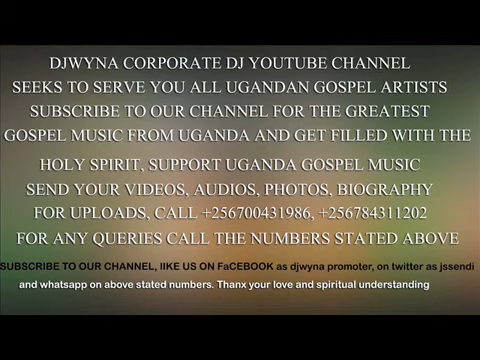 DJWYNA CORPORATE DJ YOUTUBE CHANNEL
SEEKS TO SERVE YOU ALL UGANDAN GOSPEL ARTISTS
SUBSCRIBE TO OUR CHANNEL FOR THE GREATEST
GOSPEL MUSIC FROM UGANDA AND GET FILLED WITH THE
HOLY SPIRIT, SUPPORT UGANDA GOSPEL MUSIC
SEND YOUR VIDEOS, AUDIOS, PHOTOS, BIOGRAPHY
FOR UPLOADS, CALL +256700431986, +256784311202
FOR ANY QUERIES CALL THE NUMBERS STATED ABOVE
SUBSCRIBE TO OUR CHANNEL, lIKE US ON FaCEBOOK as djwyna promoter, on twitter as jssendi
and whatsapp on above stated numbers. Thanx your love and spiritual understanding